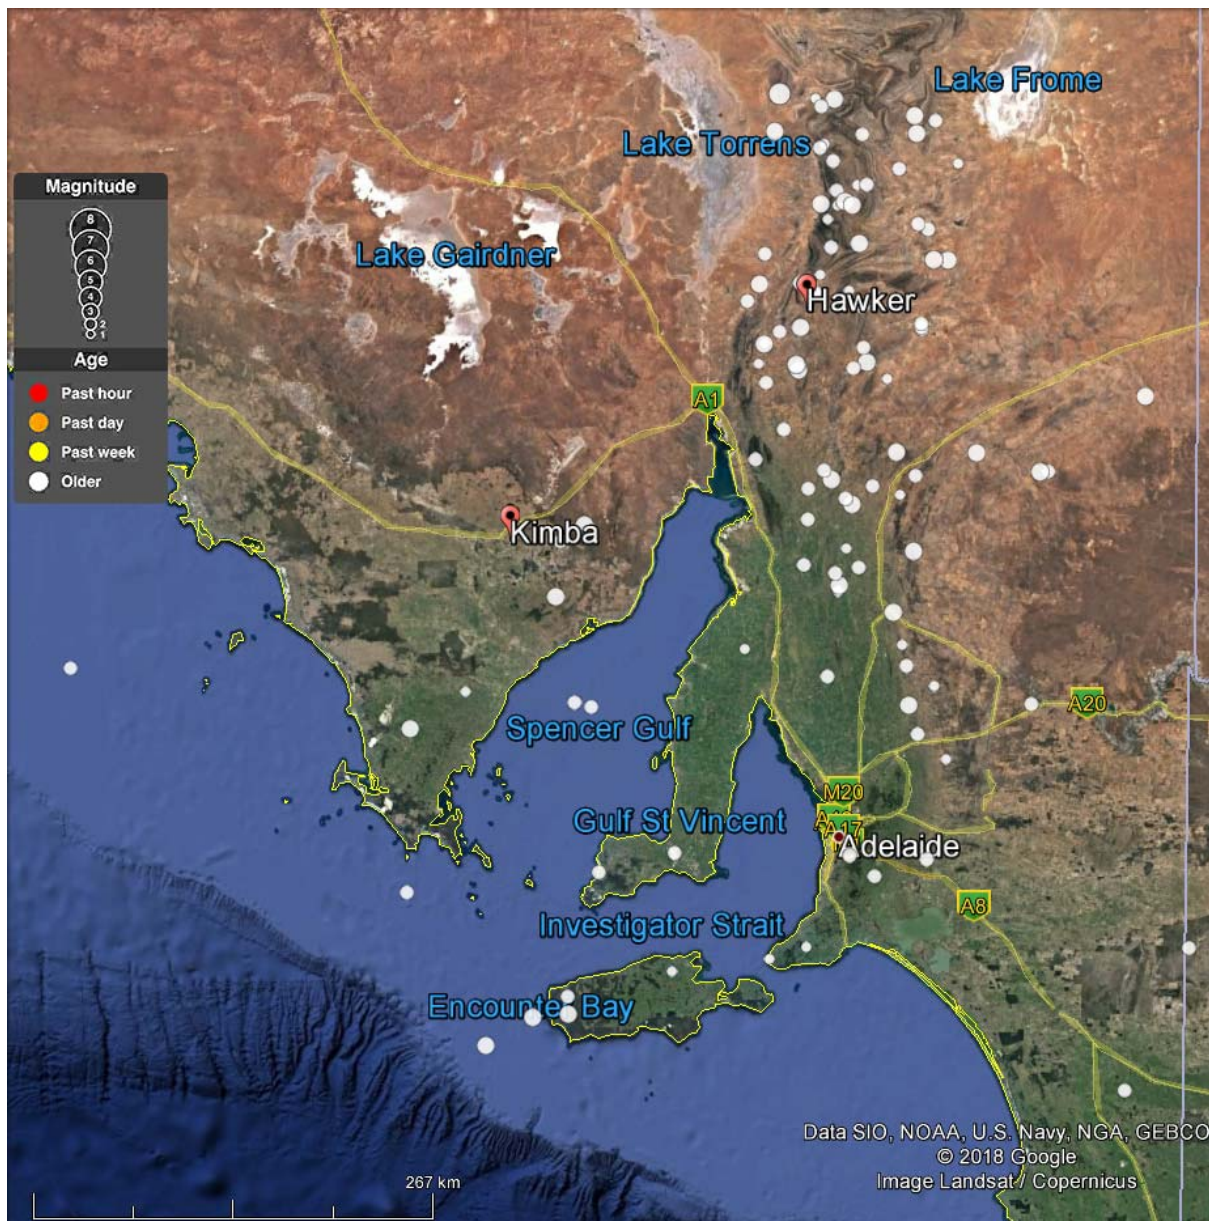 Lake Frome
Lake Torrens
Magnitude
8
7
6
5
4
3
2
1
Lake Gairdner
Hawker
Age
Past hour
Past day
Past week
Older
A1
Kimba
A20
Spencer Gulf
M20
Gulf St Vincent
A17
Adelaide
A8
Investigator Strait
Encounter Bay
Data SIO, NOAA, U.S. Navy, NGA, GEBCO
© 2018 Google
Image Landsat / Copernicus
267 km